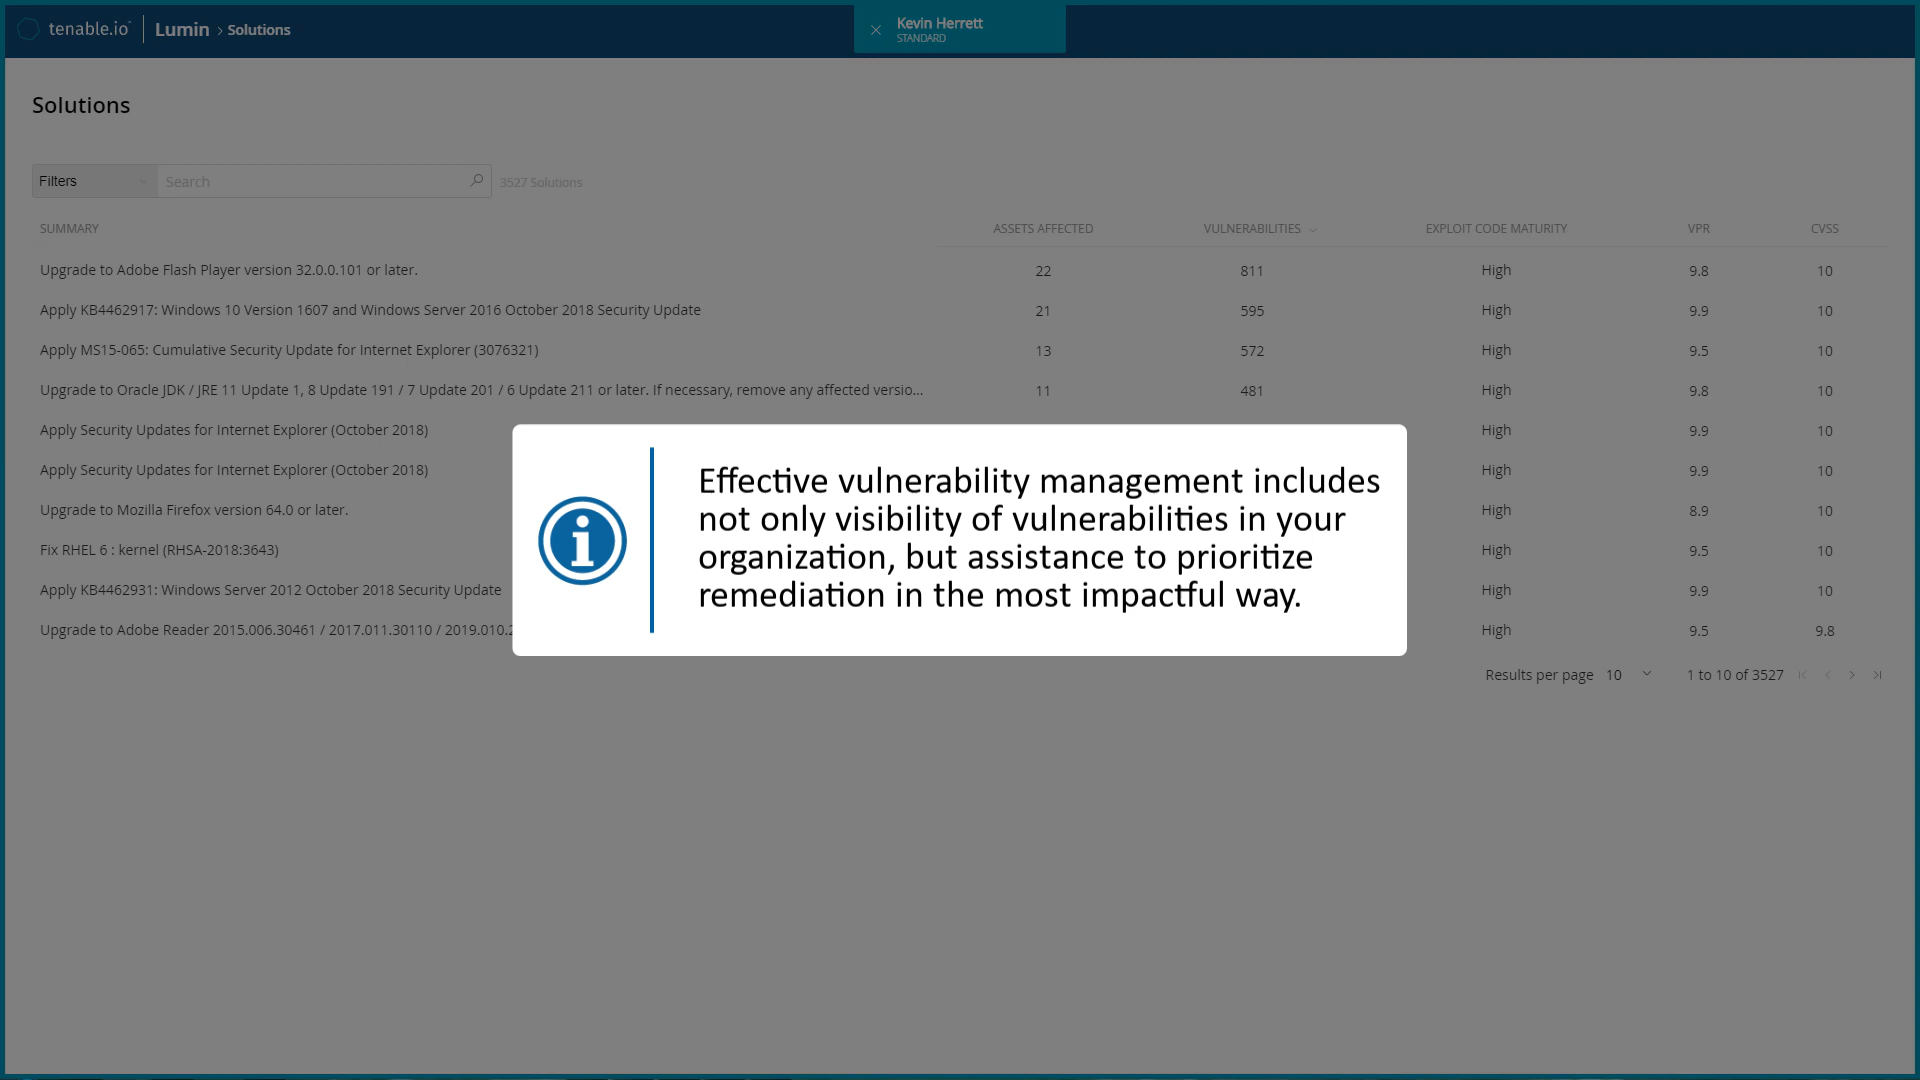 tenable.io
Lumin > Solutions
Kevin Herrett
STANDARD
Solutions
Filters
Search
3527 Solutions
SUMMARY ASSETS AFFECTED VULNERABILITIES EXPLOIT CODE MATURITY VPR CVSS
Upgrade to Adobe Flash Player version 32.0.0.101 or later. 22 811 High 9.8 10
Apply KB4462917: Windows 10 Version 1607 and Windows Server 2016 October 2018 Security Update 21 595 High 9.9 10
Apply MS15-065: Cumulative Security Update for Internet Explorer (3076321) 13 572 High 9.5 10
Upgrade to Oracle JDK / JRE 11 Update 1, 8 Update 191 / 7 Update 201 / 6 Update 211 or later. If necessary, remove any affected versio... 11 481 High 9.8 10
Apply Security Updates for Internet Explorer (October 2018) High 9.9 10
Apply Security Updates for Internet Explorer (October 2018) High 9.9 10
Upgrade to Mozilla Firefox version 64.0 or later. High 8.9 10
Fix RHEL 6 : kernel (RHSA-2018:3643) High 9.5 10
Apply KB4462931: Windows Server 2012 October 2018 Security Update High 9.9 10
Upgrade to Adobe Reader 2015.006.30461 / 2017.011.30110 / 2019.010. High 9.5 9.8
Effective vulnerability management includes
not only visibility of vulnerabilities in your
organization, but assistance to prioritize
remediation in the most impactful way.
Results per page 10 1 to 10 of 3527